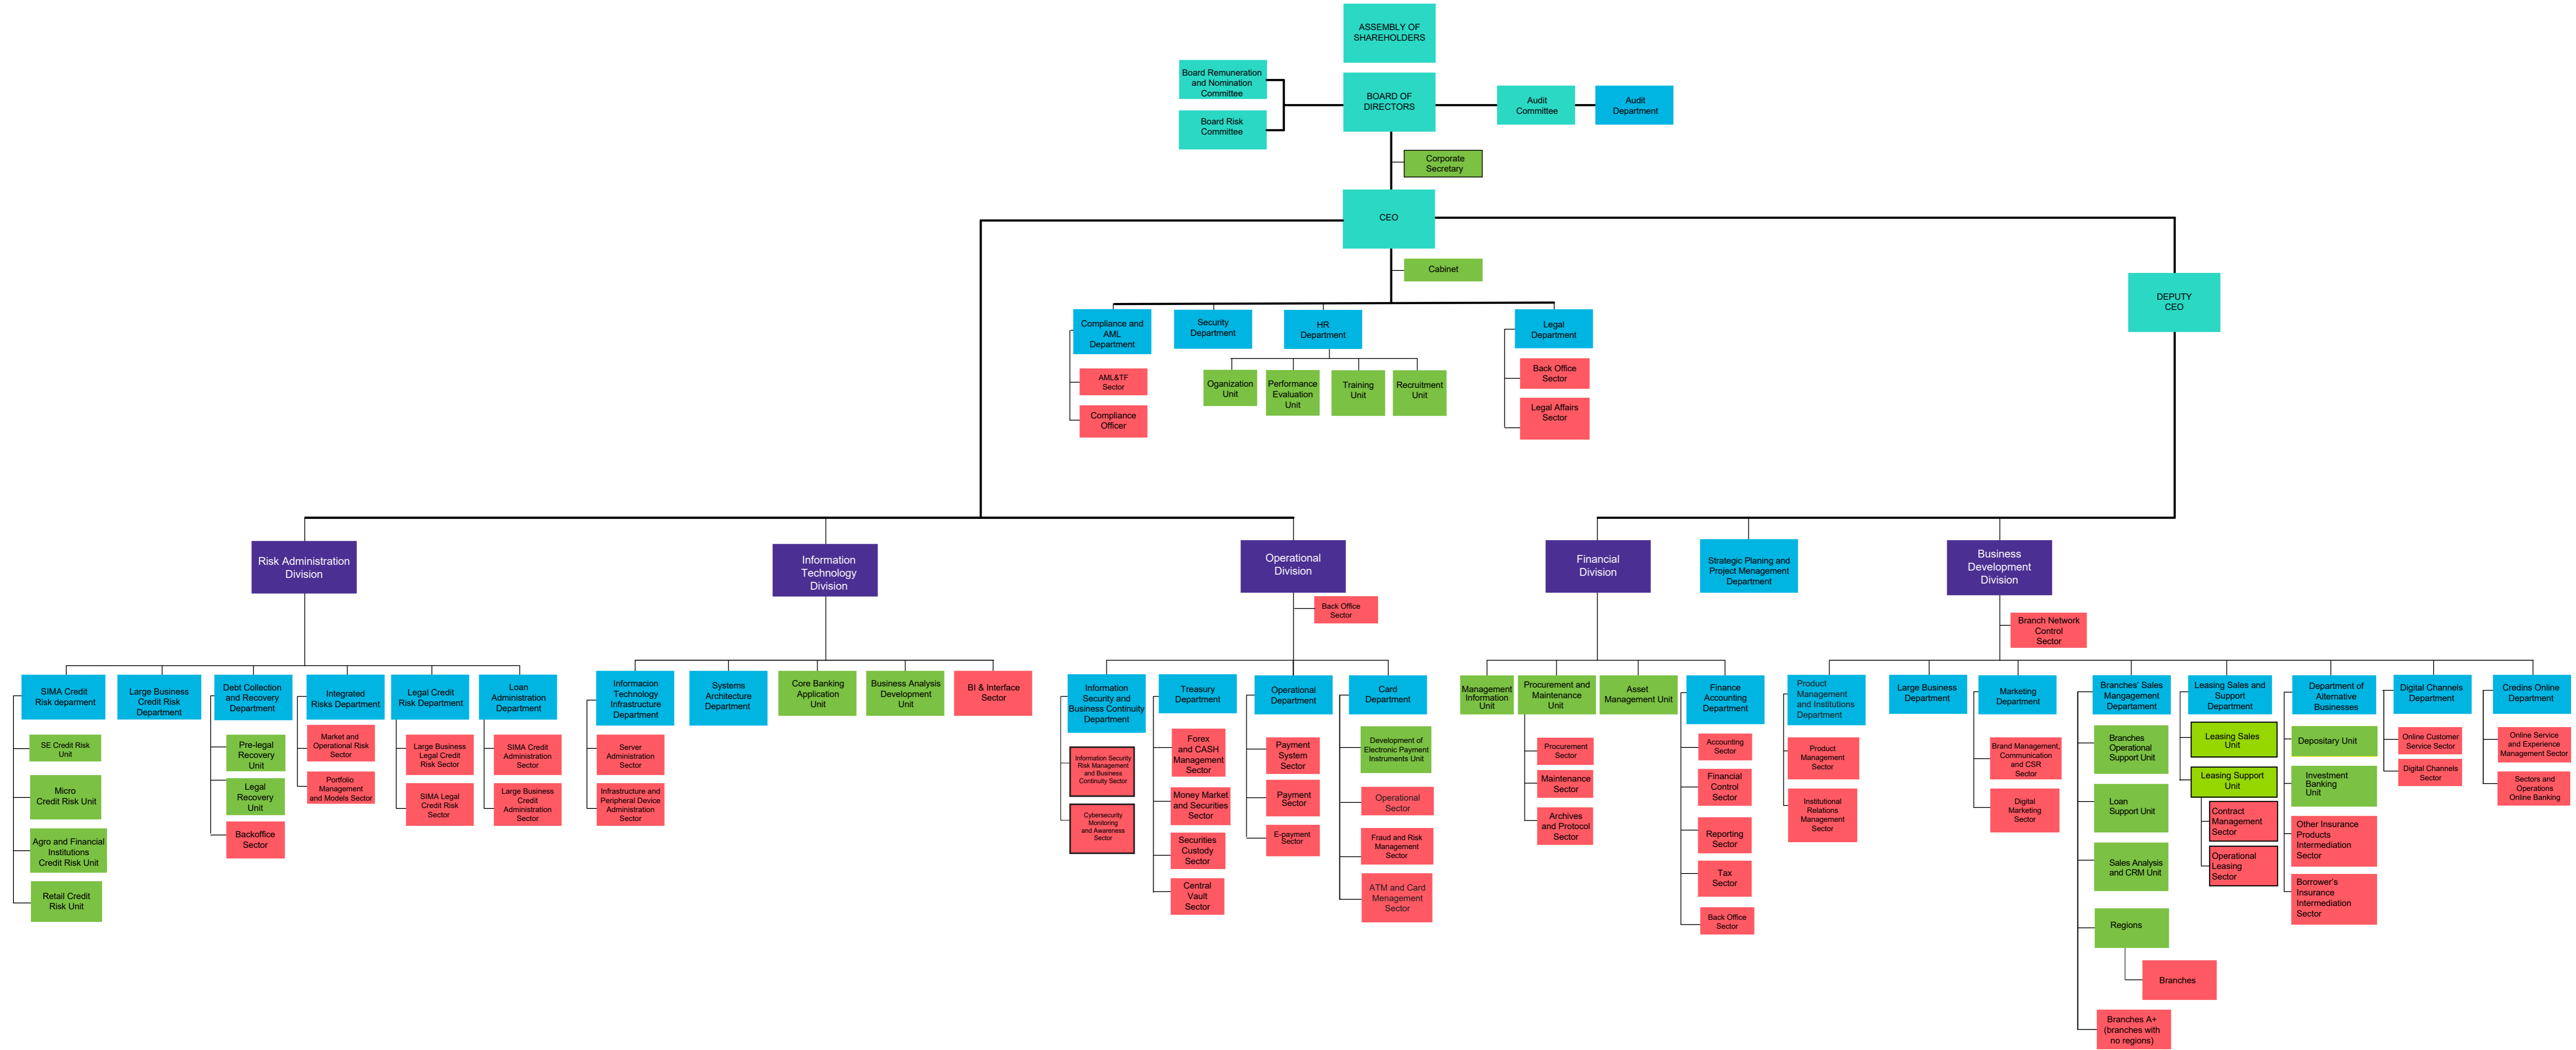 ASSEMBLY OF
SHAREHOLDERS
Board Remuneration
and Nomination
Committee
Board Risk
Committee
BOARD OF
DIRECTORS
Audit
Committee
Audit
Department
Corporate
Secretary
CEO
Cabinet
DEPUTY
CEO
Compliance and
AML
Department
AML&TF
Sector
Compliance
Officer
Security
Department
HR
Department
Oganization
Unit
Performance
Evaluation
Unit
Training
Unit
Recruitment
Unit
Legal
Department
Back Office
Sector
Legal Affairs
Sector
Risk Administration
Division
Information
Technology
Division
Operational
Division
Back Office
Sector
Financial
Division
Strategic Planing and
Project Menagement
Department
Business
Development
Division
Branch Network
Control
Sector
SIMA Credit
Risk deparment
SE Credit Risk
Unit
Micro
Credit Risk Unit
Agro and Financial
Institutions
Credit Risk Unit
Retail Credit
Risk Unit
Large Business
Credit Risk
Department
Debt Collection
and Recovery
Department
Pre-legal
Recovery
Unit
Legal
Recovery
Unit
Backoffice
Sector
Integrated
Risks Department
Market and
Operational Risk
Sector
Portfolio
Management
and Models Sector
Legal Credit
Risk Department
Large Business
Legal Credit
Risk Sector
SIMA Legal
Credit Risk
Sector
Loan
Administration
Department
SIMA Credit
Administration
Sector
Large Business
Credit
Administration
Sector
Informacion
Technology
Infrastructure
Department
Server
Administration
Sector
Infrastructure and
Peripheral Device
Administration
Sector
Systems
Architecture
Department
Core Banking
Application
Unit
Business Analysis
Development
Unit
BI & Interface
Sector
Information
Security and
Business Continuity
Department
Information Security
Risk Management
and Business
Continuity Sector
Cybersecurity
Monitoring
and Awareness
Sector
Treasury
Department
Forex
and CASH
Management
Sector
Money Market
and Securities
Sector
Securities
Custody
Sector
Central
Vault
Sector
Operational
Department
Payment
System
Sector
Payment
Sector
E-payment
Sector
Card
Department
Development of
Electronic Payment
Instruments Unit
Operational
Sector
Fraud and Risk
Management
Sector
ATM and Card
Menagement
Sector
Management
Information
Unit
Procurement and
Maintenance
Unit
Procurement
Sector
Maintenance
Sector
Archives
and Protocol
Sector
Asset
Management Unit
Finance
Accounting
Department
Accounting
Sector
Financial
Control
Sector
Reporting
Sector
Tax
Sector
Back Office
Sector
Product
Management
and Institutions
Department
Product
Management
Sector
Institutional
Relations
Management
Sector
Large Business
Department
Marketing
Department
Brand Management,
Communication
and CSR
Sector
Digital
Marketing
Sector
Branches' Sales
Mangagement
Departament
Branches
Operational
Support Unit
Loan
Support Unit
Sales Analysis
and CRM Unit
Regions
Branches
Branches A+
(branches with
no regions)
Leasing Sales and
Support
Department
Leasing Sales
Unit
Leasing Support
Unit
Contract
Management
Sector
Operational
Leasing
Sector
Department of
Alternative
Businesses
Depositary Unit
Investment
Banking
Unit
Other Insurance
Products
Intermediation
Sector
Borrower's
Insurance
Intermediation
Sector
Digital Channels
Department
Online Customer
Service Sector
Digital Channels
Sector
Credins Online
Department
Online Service
and Experience
Management Sector
Sectors and
Operations
Online Banking